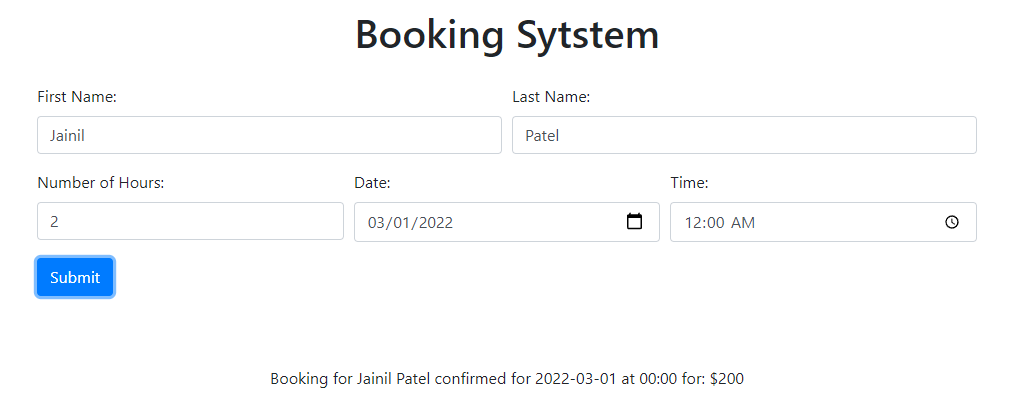 Booking Sytstem
First Name: Last Name:
Jainil Patel
Number of Hours: Date: Time:
2 03/01/2022 12:00 AM
Submit
Booking for Jainil Patel confirmed for 2022-03-01 at 00:00 for: $200